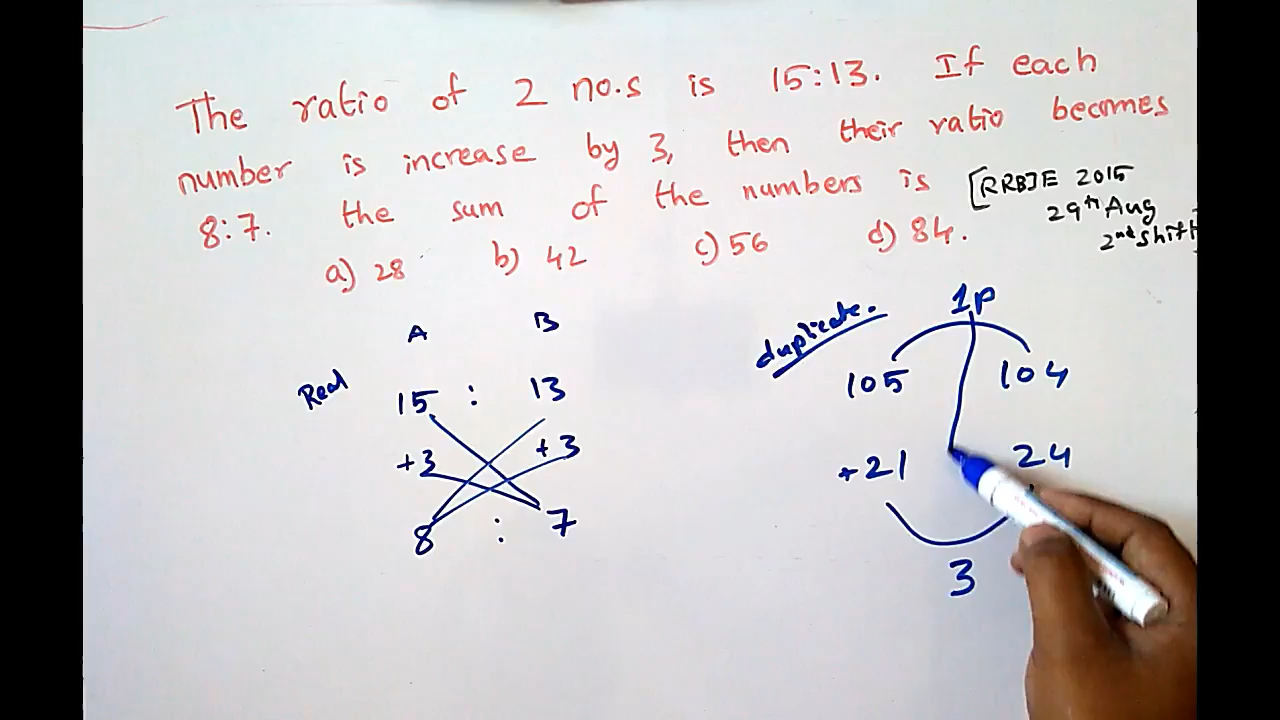 The ratio of 2 no.s is 15:13. If each
number is increase by 3, then their ratio becomes
8:7. the sum of the numbers is [RRBJE 2015
29th Aug
2nd Shift]
a) 28 b) 42 c) 56 d) 84.
A B
Real 15 : 13
+3 +3
8 : 7
duplicate.
1P
105 104
+21 24
3